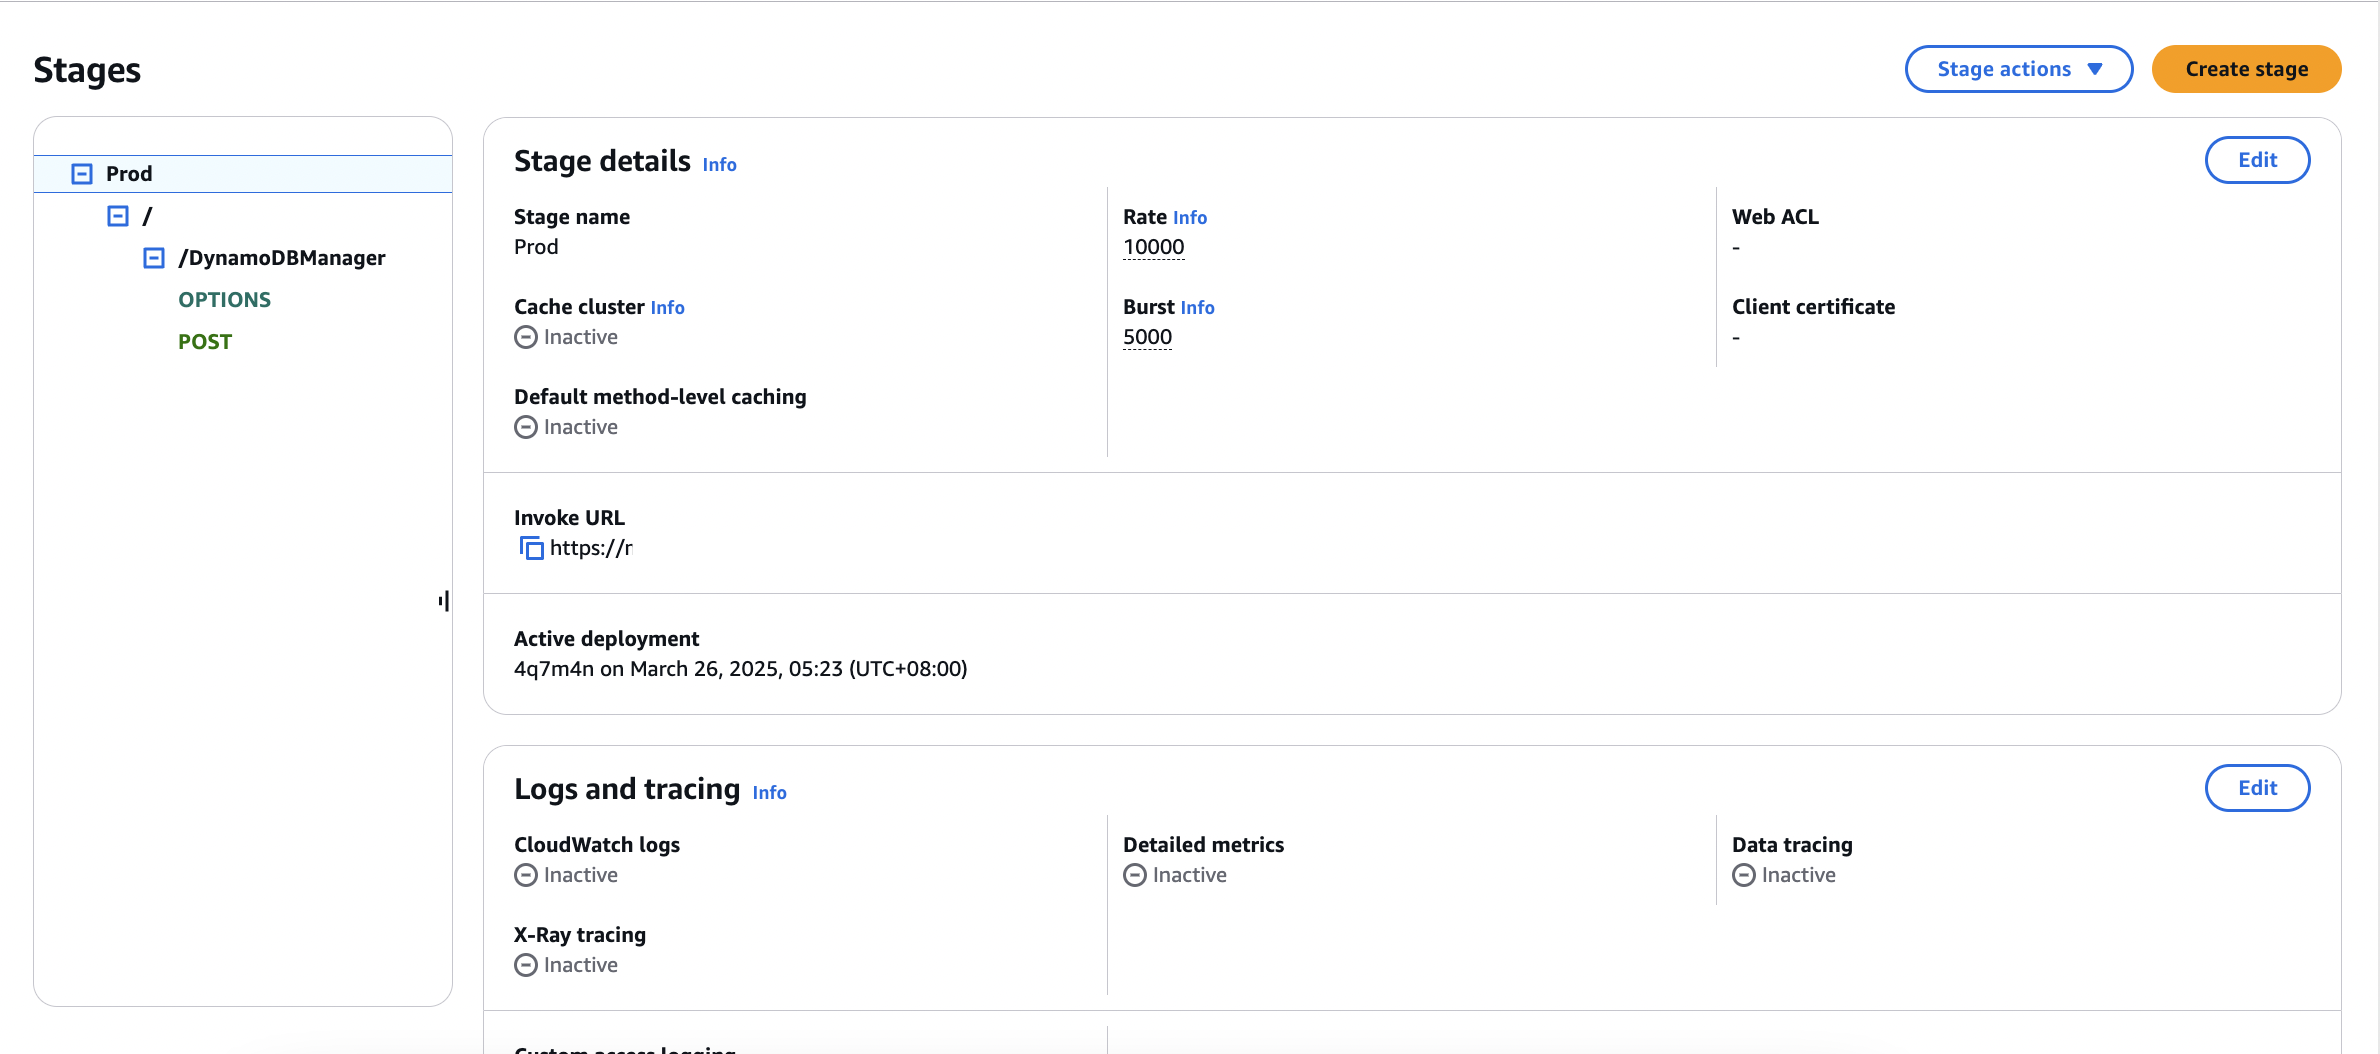 Stages
Stage actions
Create stage
Prod
/
/DynamoDBManager
OPTIONS
POST
Stage details Info
Edit
Stage name
Prod
Rate Info
10000
Web ACL
-
Cache cluster Info
Inactive
Burst Info
5000
Client certificate
-
Default method-level caching
Inactive
Invoke URL
https://
Active deployment
4q7m4n on March 26, 2025, 05:23 (UTC+08:00)
Logs and tracing Info
Edit
CloudWatch logs
Inactive
Detailed metrics
Inactive
Data tracing
Inactive
X-Ray tracing
Inactive
Custom access logging